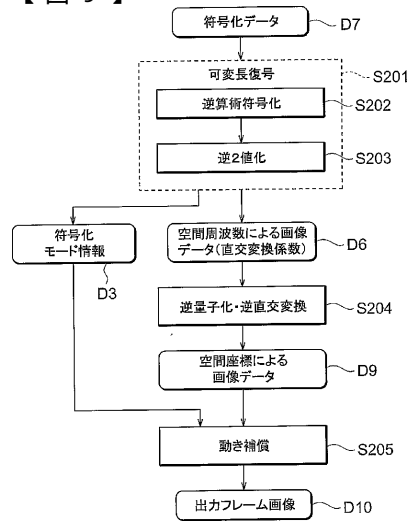 符号化データ
D7
可変長復号
S201
逆算術符号化
S202
逆2値化
S203
符号化
モード情報
D3
空間周波数による画像
データ(直交変換係数)
D6
逆量子化・逆直交変換
S204
空間座標による
画像データ
D9
動き補償
S205
出力フレーム画像
D10